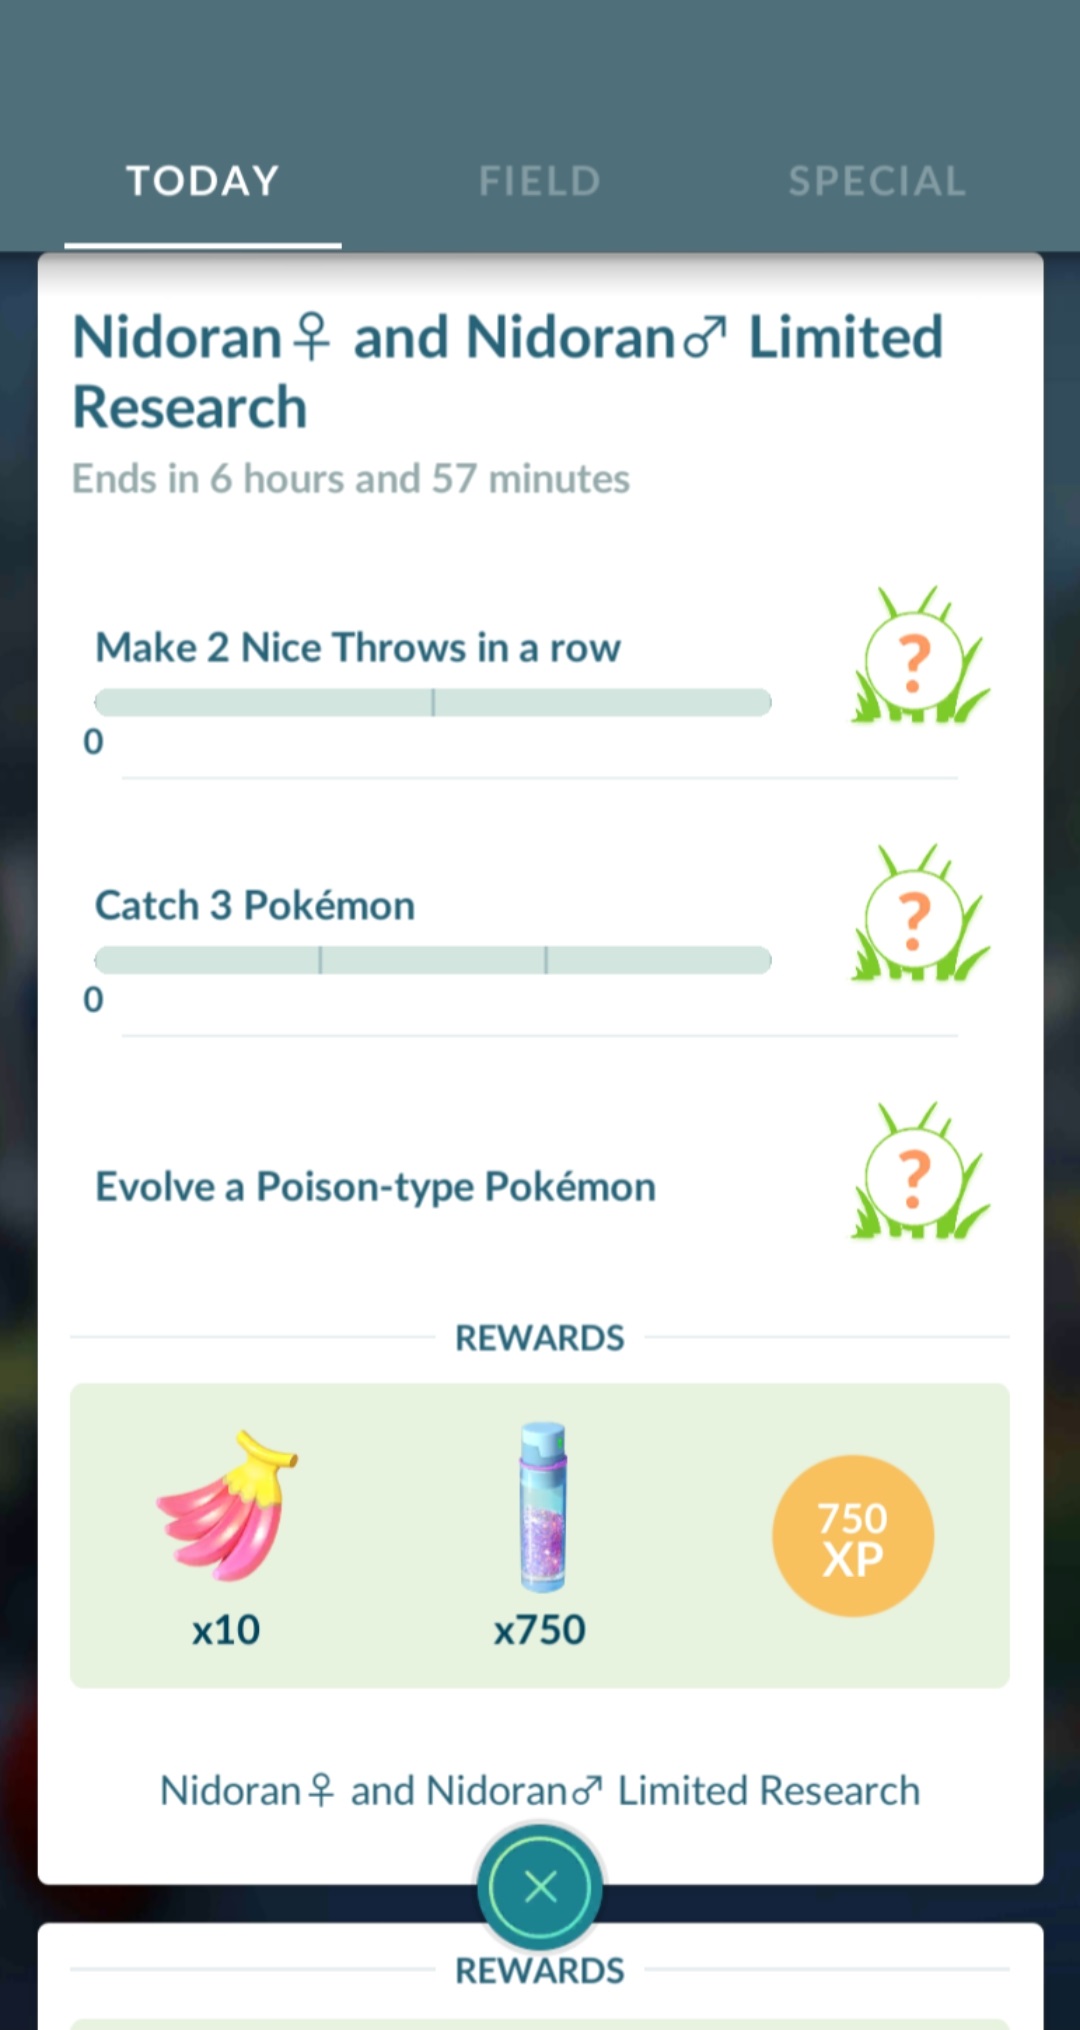 TODAY
FIELD
SPECIAL
Nidoran♀ and Nidoran♂ Limited
Research
Ends in 6 hours and 57 minutes
Make 2 Nice Throws in a row
?
0
Catch 3 Pokémon
?
0
Evolve a Poison-type Pokémon
?
REWARDS
x10
x750
750
XP
Nidoran♀ and Nidoran♂ Limited Research
REWARDS